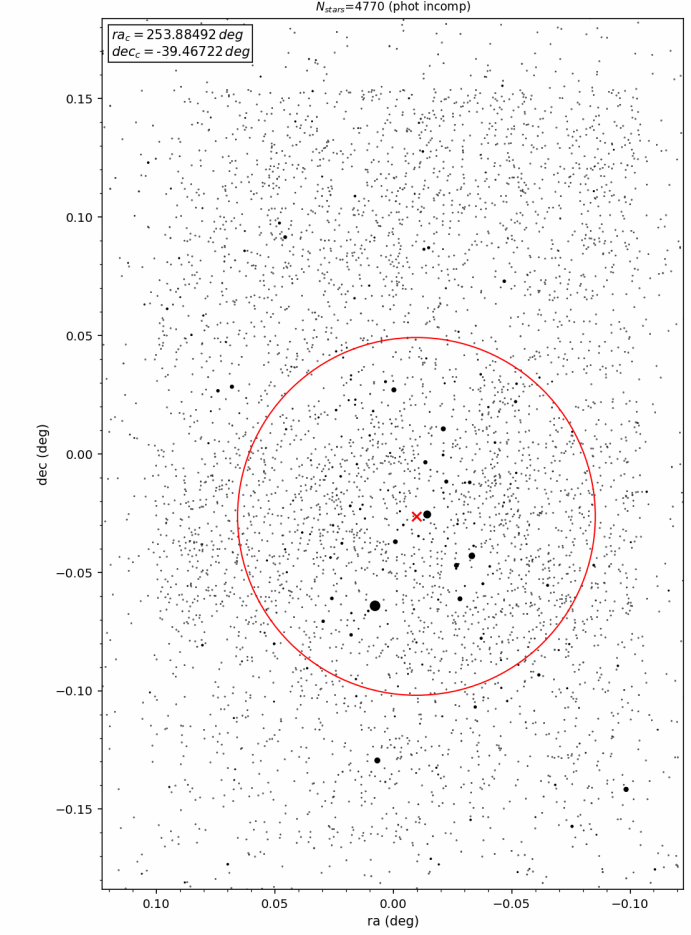 N_stars=4770 (phot incomp)
ra_c = 253.88492 deg
dec_c = -39.46722 deg
0.15
0.10
0.05
0.00
−0.05
−0.10
−0.15
dec (deg)
0.10 0.05 0.00 −0.05 −0.10
ra (deg)